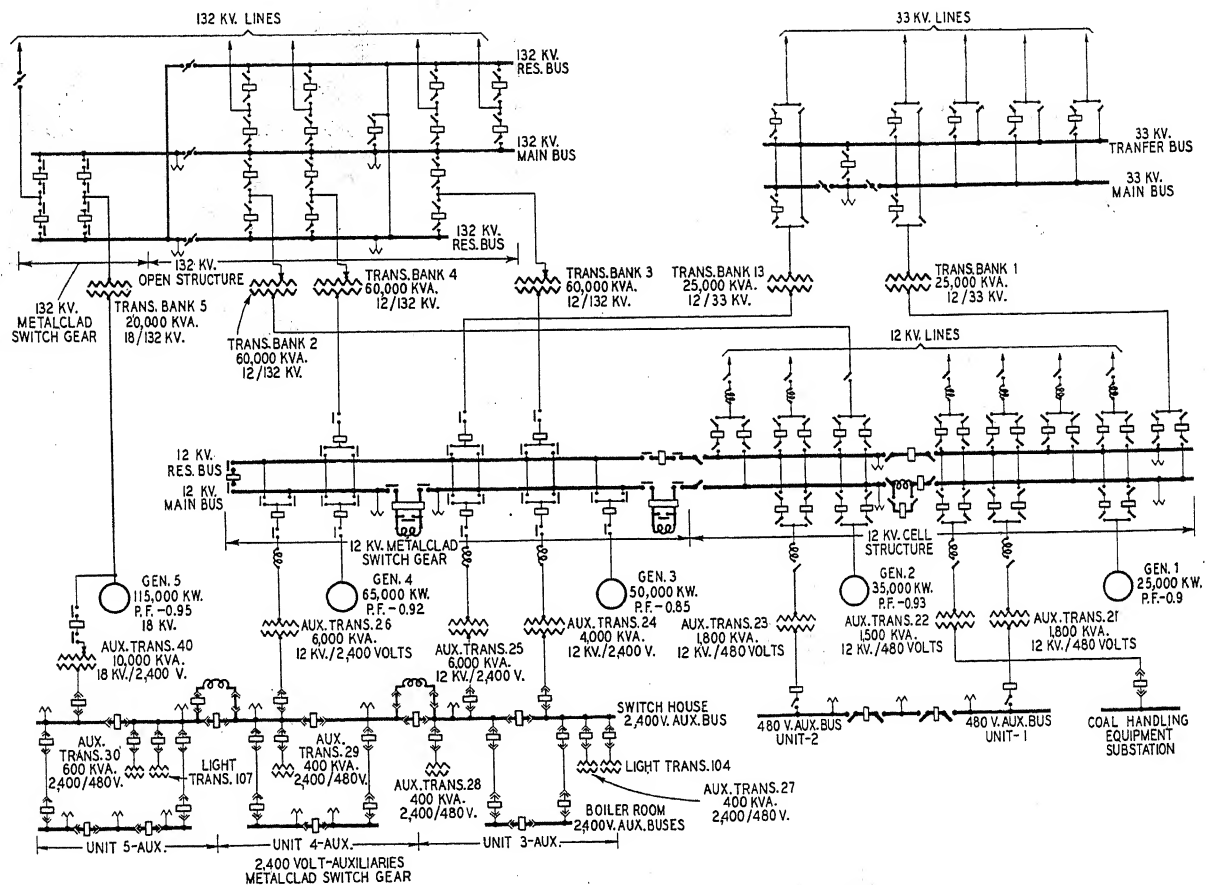 132 KV. LINES
33 KV. LINES
132 KV.
RES. BUS
132 KV.
MAIN BUS
33 KV.
TRANFER BUS
33 KV.
MAIN BUS
132 KV.
RES. BUS
132 KV.
OPEN STRUCTURE
132 KV.
METALCLAD
SWITCH GEAR
TRANS. BANK 5
20,000 KVA.
18/132 KV.
TRANS. BANK 2
60,000 KVA.
12/132 KV.
TRANS. BANK 4
60,000 KVA.
12/132 KV.
TRANS. BANK 3
60,000 KVA.
12/132 KV.
TRANS. BANK 13
25,000 KVA.
12/33 KV.
TRANS. BANK 1
25,000 KVA.
12/33 KV.
12 KV. LINES
12 KV.
RES. BUS
12 KV.
MAIN BUS
12 KV. METALCLAD
SWITCH GEAR
12 KV. CELL
STRUCTURE
GEN. 5
115,000 KW.
P.F.-0.95
18 KV.
GEN. 4
65,000 KW.
P.F.-0.92
GEN. 3
50,000 KW.
P.F.-0.85
GEN. 2
35,000 KW.
P.F.-0.93
GEN. 1
25,000 KW.
P.F.-0.9
AUX. TRANS. 40
10,000 KVA.
18 KV./2,400 V.
AUX. TRANS. 26
6,000 KVA.
12 KV./2,400 VOLTS
AUX. TRANS. 25
6,000 KVA.
12 KV./2,400 V.
AUX. TRANS. 24
4,000 KVA.
12 KV./2,400 V.
AUX. TRANS. 23
1,800 KVA.
12 KV./480 VOLTS
AUX. TRANS. 22
1,500 KVA.
12 KV./480 VOLTS
AUX. TRANS. 21
1,800 KVA.
12 KV./480 VOLTS
SWITCH HOUSE
2,400 V. AUX. BUS
480 V. AUX. BUS
UNIT-2
480 V. AUX. BUS
UNIT-1
COAL HANDLING
EQUIPMENT
SUBSTATION
AUX.
TRANS. 30
600 KVA.
2,400/480 V.
LIGHT
TRANS. 107
AUX.
TRANS. 29
400 KVA.
2,400/480 V.
AUX. TRANS. 28
400 KVA.
2,400/480 V.
LIGHT TRANS. 104
AUX. TRANS. 27
400 KVA.
2,400/480 V.
BOILER ROOM
2,400 V. AUX. BUSES
UNIT 5-AUX.
UNIT 4-AUX.
UNIT 3-AUX.
2,400 VOLT-AUXILIARIES
METALCLAD SWITCH GEAR